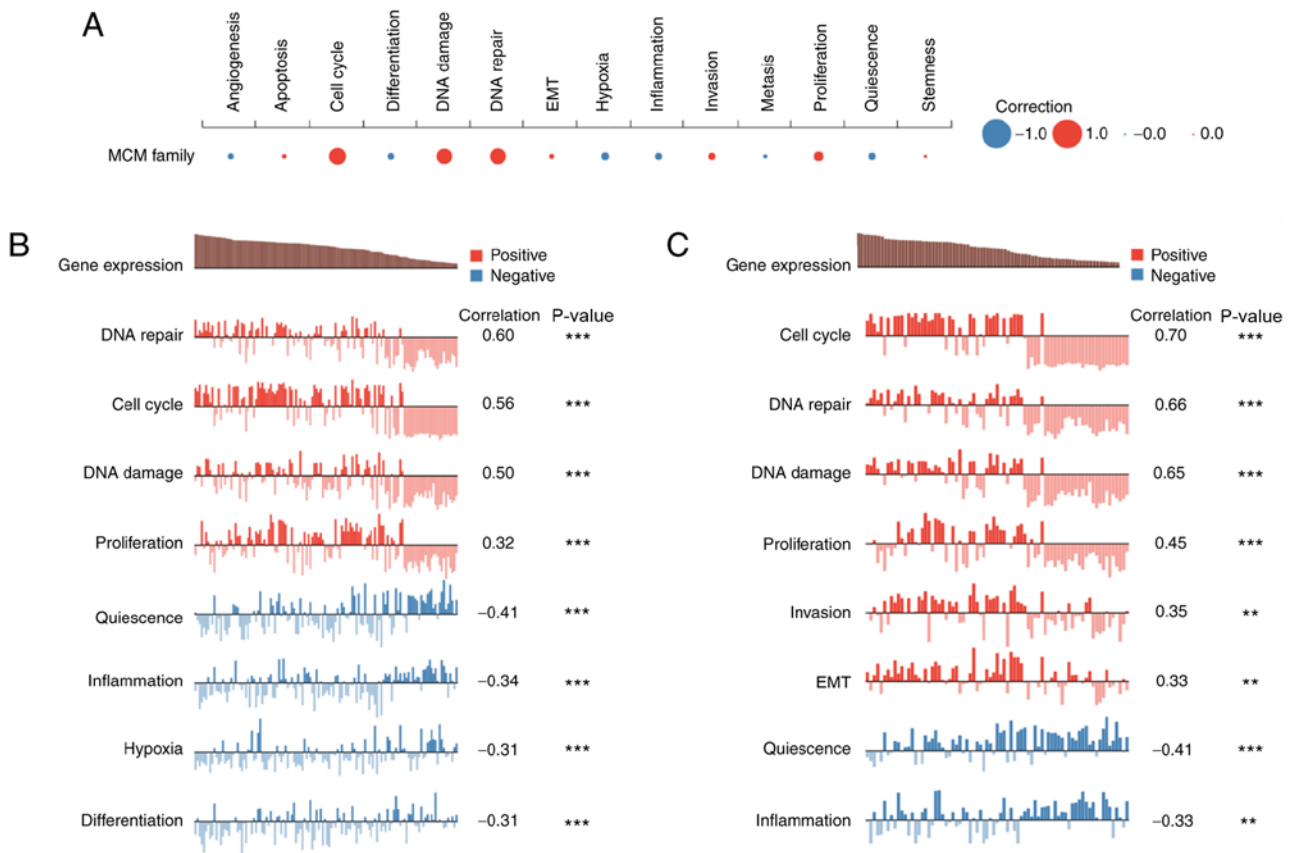 A
Angiogenesis
Apoptosis
Cell cycle
Differentiation
DNA damage
DNA repair
EMT
Hypoxia
Inflammation
Invasion
Metasis
Proliferation
Quiescence
Stemness
Correction
−1.0 1.0 −0.0 0.0
MCM family
B
Gene expression
Positive
Negative
Correlation P-value
DNA repair 0.60 ***
Cell cycle 0.56 ***
DNA damage 0.50 ***
Proliferation 0.32 ***
Quiescence −0.41 ***
Inflammation −0.34 ***
Hypoxia −0.31 ***
Differentiation −0.31 ***
C
Gene expression
Positive
Negative
Correlation P-value
Cell cycle 0.70 ***
DNA repair 0.66 ***
DNA damage 0.65 ***
Proliferation 0.45 ***
Invasion 0.35 **
EMT 0.33 **
Quiescence −0.41 ***
Inflammation −0.33 **